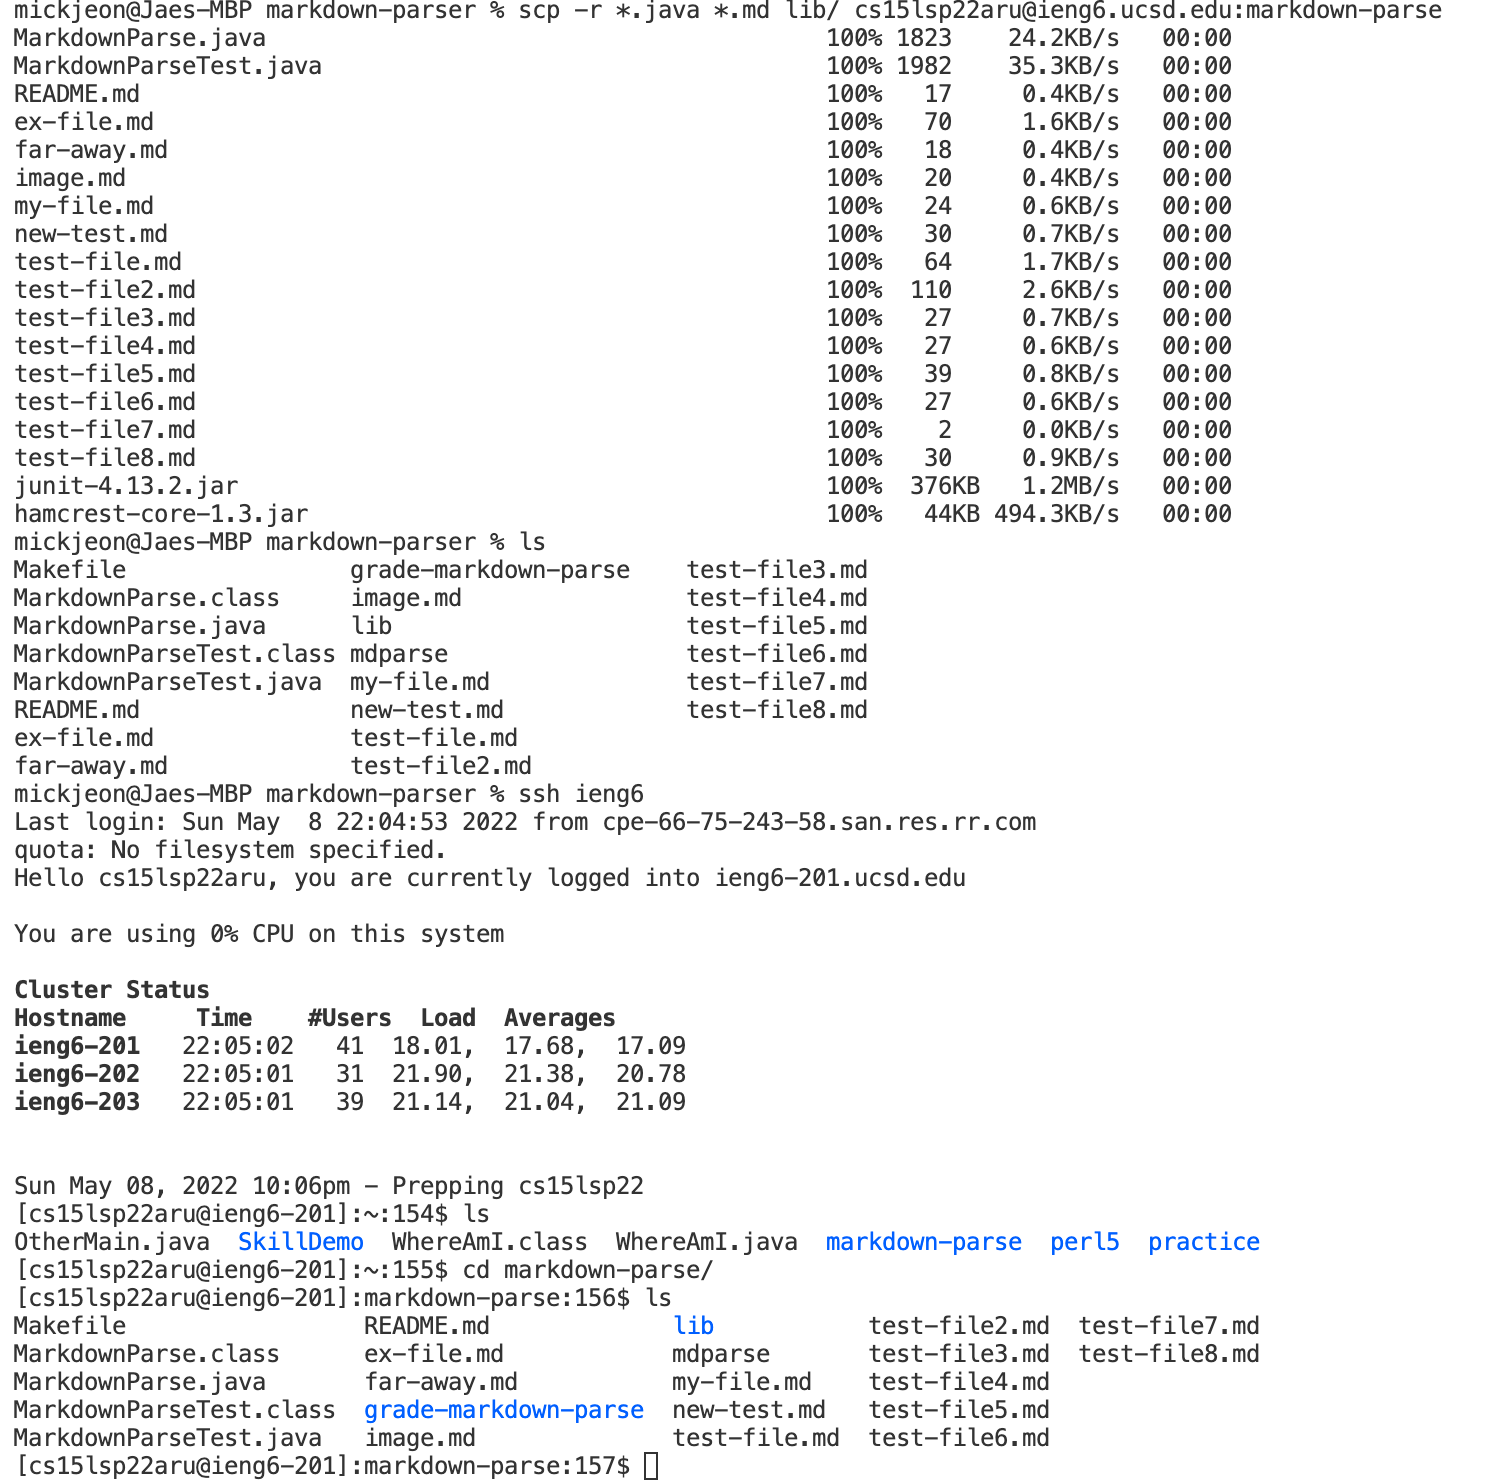 mickjeon@Jaes-MBP markdown-parser % scp -r *.java *.md lib/ cs15lsp22aru@ieng6.ucsd.edu:markdown-parse
MarkdownParse.java 100% 1823 24.2KB/s 00:00
MarkdownParseTest.java 100% 1982 35.3KB/s 00:00
README.md 100% 17 0.4KB/s 00:00
ex-file.md 100% 70 1.6KB/s 00:00
far-away.md 100% 18 0.4KB/s 00:00
image.md 100% 20 0.4KB/s 00:00
my-file.md 100% 24 0.6KB/s 00:00
new-test.md 100% 30 0.7KB/s 00:00
test-file.md 100% 64 1.7KB/s 00:00
test-file2.md 100% 110 2.6KB/s 00:00
test-file3.md 100% 27 0.7KB/s 00:00
test-file4.md 100% 27 0.6KB/s 00:00
test-file5.md 100% 39 0.8KB/s 00:00
test-file6.md 100% 27 0.6KB/s 00:00
test-file7.md 100% 2 0.0KB/s 00:00
test-file8.md 100% 30 0.9KB/s 00:00
junit-4.13.2.jar 100% 376KB 1.2MB/s 00:00
hamcrest-core-1.3.jar 100% 44KB 494.3KB/s 00:00
mickjeon@Jaes-MBP markdown-parser % ls
Makefile grade-markdown-parse test-file3.md
MarkdownParse.class image.md test-file4.md
MarkdownParse.java lib test-file5.md
MarkdownParseTest.class mdparse test-file6.md
MarkdownParseTest.java my-file.md test-file7.md
README.md new-test.md test-file8.md
ex-file.md test-file.md
far-away.md test-file2.md
mickjeon@Jaes-MBP markdown-parser % ssh ieng6
Last login: Sun May  8 22:04:53 2022 from cpe-66-75-243-58.san.res.rr.com
quota: No filesystem specified.
Hello cs15lsp22aru, you are currently logged into ieng6-201.ucsd.edu
You are using 0% CPU on this system
Cluster Status
Hostname Time #Users Load Averages
ieng6-201 22:05:02 41 18.01, 17.68, 17.09
ieng6-202 22:05:01 31 21.90, 21.38, 20.78
ieng6-203 22:05:01 39 21.14, 21.04, 21.09
Sun May 08, 2022 10:06pm - Prepping cs15lsp22
[cs15lsp22aru@ieng6-201]:~:154$ ls
OtherMain.java SkillDemo WhereAmI.class WhereAmI.java markdown-parse perl5 practice
[cs15lsp22aru@ieng6-201]:~:155$ cd markdown-parse/
[cs15lsp22aru@ieng6-201]:markdown-parse:156$ ls
Makefile README.md lib test-file2.md test-file7.md
MarkdownParse.class ex-file.md mdparse test-file3.md test-file8.md
MarkdownParse.java far-away.md my-file.md test-file4.md
MarkdownParseTest.class grade-markdown-parse new-test.md test-file5.md
MarkdownParseTest.java image.md test-file.md test-file6.md
[cs15lsp22aru@ieng6-201]:markdown-parse:157$